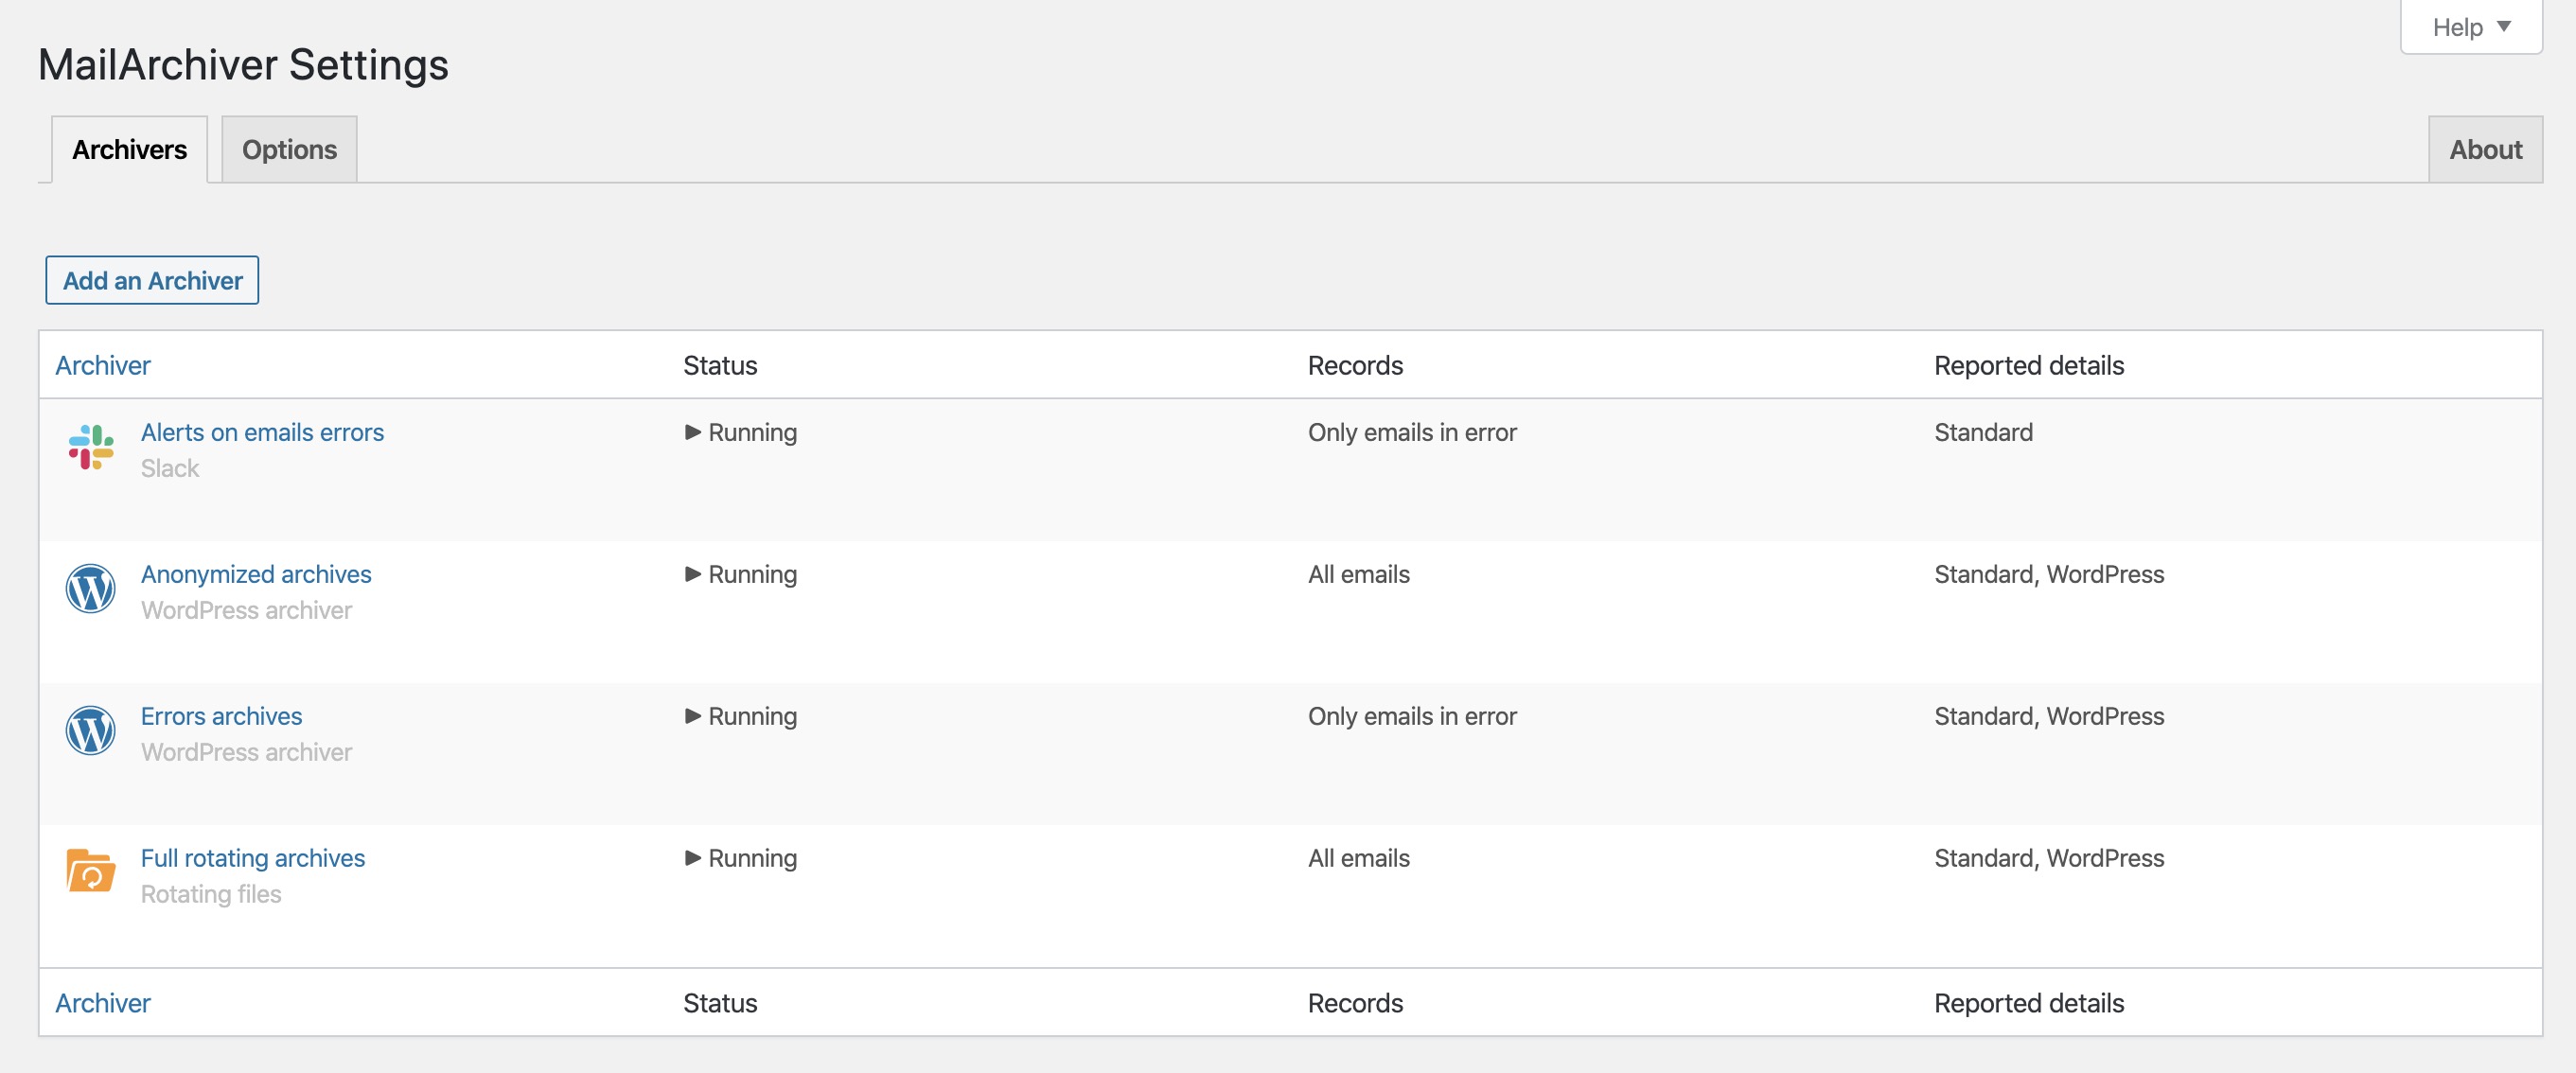 Help
MailArchiver Settings
Archivers Options About
Add an Archiver
Archiver Status Records Reported details
Alerts on emails errors Running Only emails in error Standard
Slack
Anonymized archives Running All emails Standard, WordPress
WordPress archiver
Errors archives Running Only emails in error Standard, WordPress
WordPress archiver
Full rotating archives Running All emails Standard, WordPress
Rotating files
Archiver Status Records Reported details